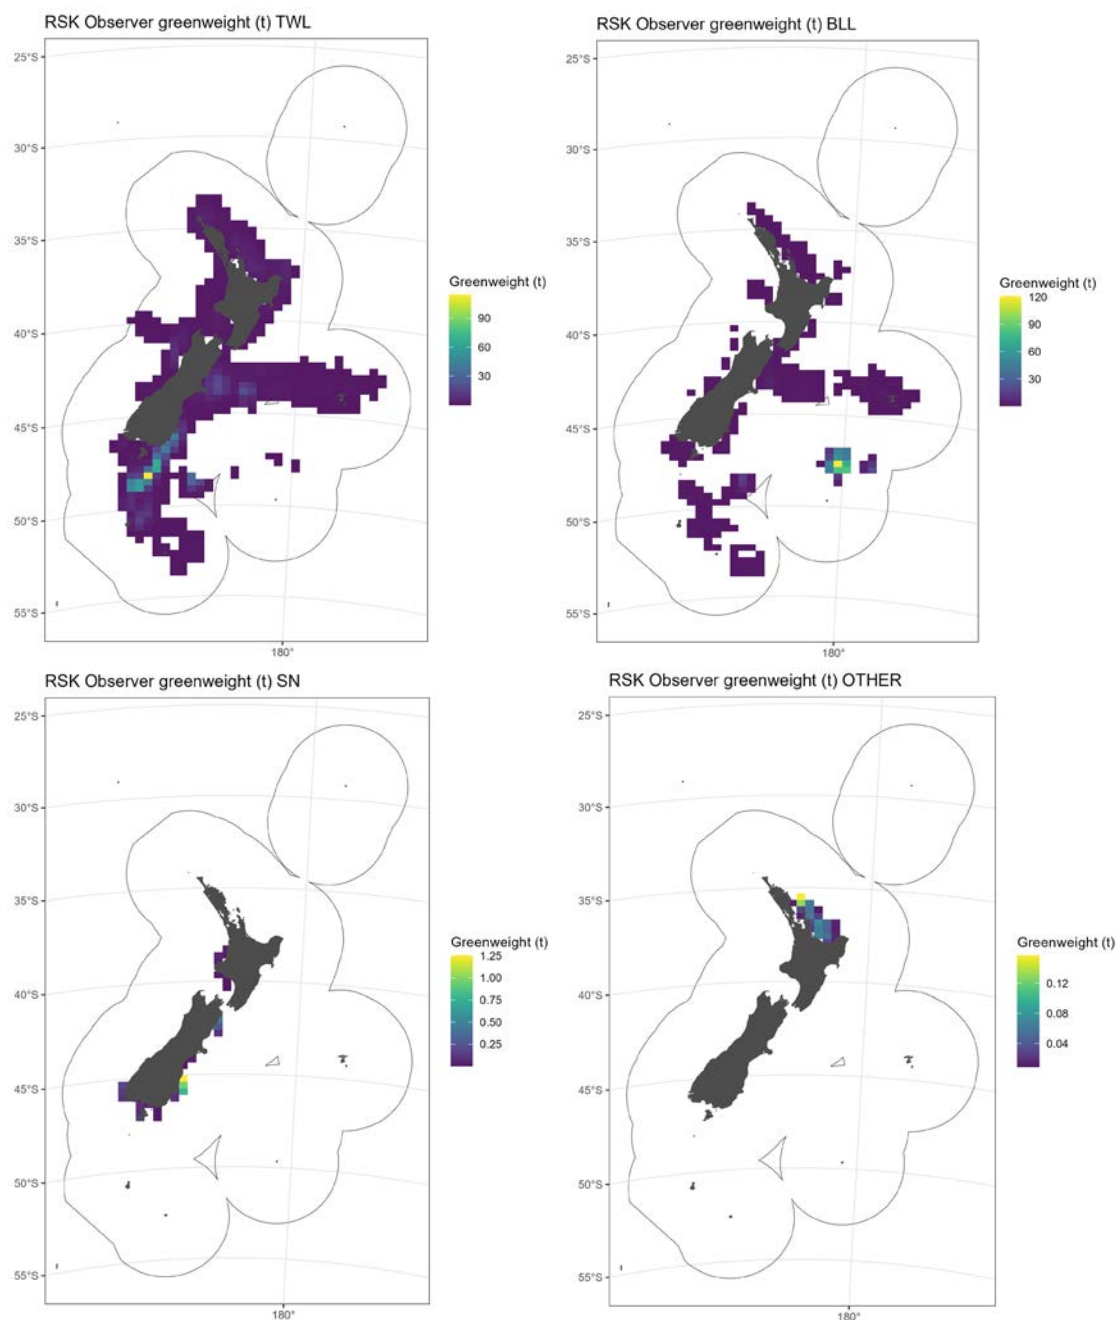 RSK Observer greenweight (t) TWL
25°S
30°S
35°S
40°S
45°S
50°S
55°S
180°
Greenweight (t)
90
60
30
RSK Observer greenweight (t) BLL
25°S
30°S
35°S
40°S
45°S
50°S
55°S
180°
Greenweight (t)
120
90
60
30
RSK Observer greenweight (t) SN
25°S
30°S
35°S
40°S
45°S
50°S
55°S
180°
Greenweight (t)
1.25
1.00
0.75
0.50
0.25
RSK Observer greenweight (t) OTHER
25°S
30°S
35°S
40°S
45°S
50°S
55°S
180°
Greenweight (t)
0.12
0.08
0.04